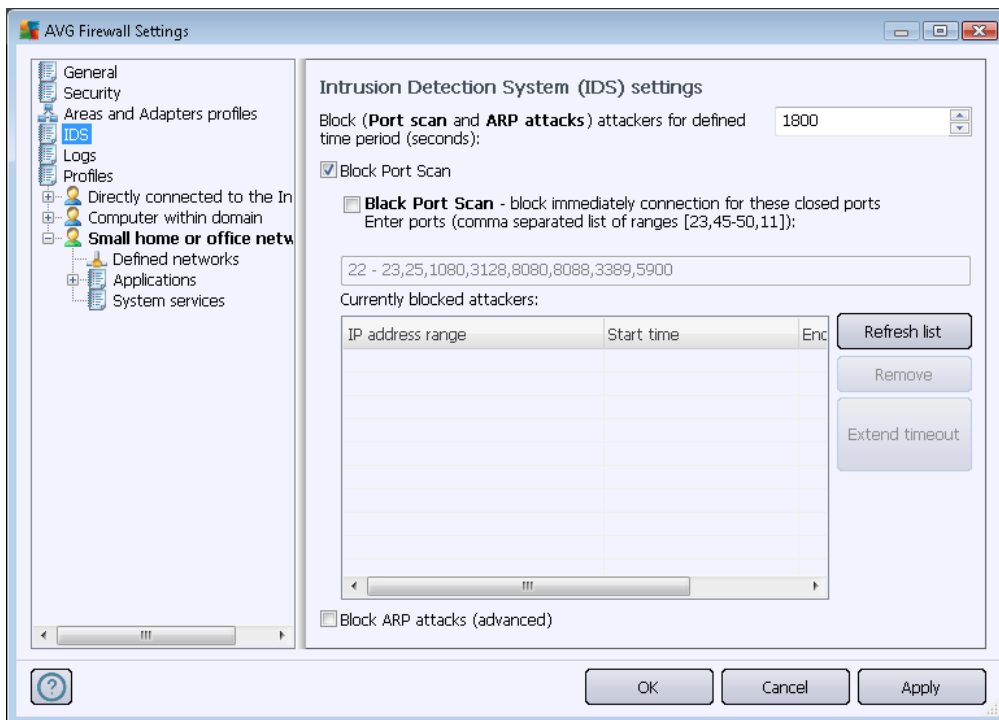 AVG Firewall Settings
General
Security
Areas and Adapters profiles
IDS
Logs
Profiles
Directly connected to the In
Computer within domain
Small home or office netw
Defined networks
Applications
System services
Intrusion Detection System (IDS) settings
Block (Port scan and ARP attacks) attackers for defined
time period (seconds):
1800
Block Port Scan
Black Port Scan - block immediately connection for these closed ports
Enter ports (comma separated list of ranges [23,45-50,11]):
22 - 23,25,1080,3128,8080,8088,3389,5900
Currently blocked attackers:
IP address range Start time Enc
Refresh list
Remove
Extend timeout
Block ARP attacks (advanced)
?
OK Cancel Apply